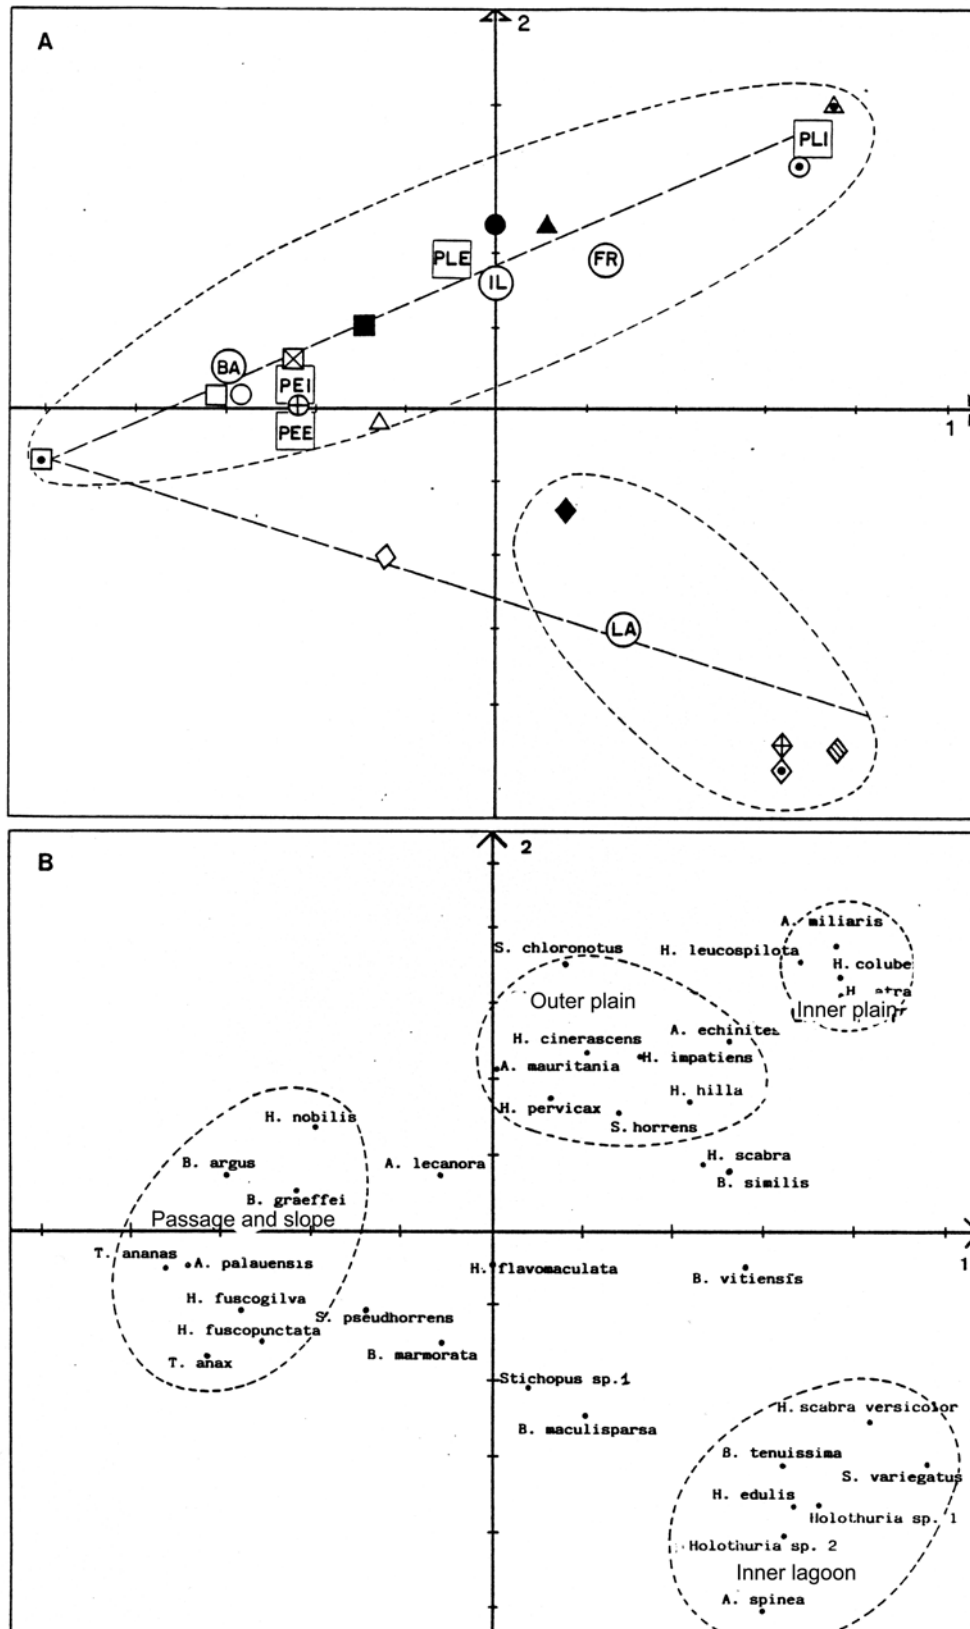 A
2
PLI
PLE
FR
IL
BA
PEI
PEE
1
LA
B
2
A. miliaris
S. chloronotus
H. leucospilota
H. colube
Outer plain
Inner plain
H. cinerascens
A. echinites
A. mauritania
H. impatiens
H. hilla
H. pervicax
S. horrens
H. nobilis
H. scabra
B. argus
A. lecanora
B. similis
B. graeffei
Passage and slope
T. ananas
A. palauensis
H. flavomaculata
B. vitiensis
1
H. fuscogilva
S. pseudhorrens
H. fuscopunctata
T. anax
B. marmorata
Stichopus sp.1
H. scabra versicolor
B. maculisparsa
B. tenuissima
S. variegatus
H. edulis
Holothuria sp. 1
Holothuria sp. 2
Inner lagoon
A. spinea